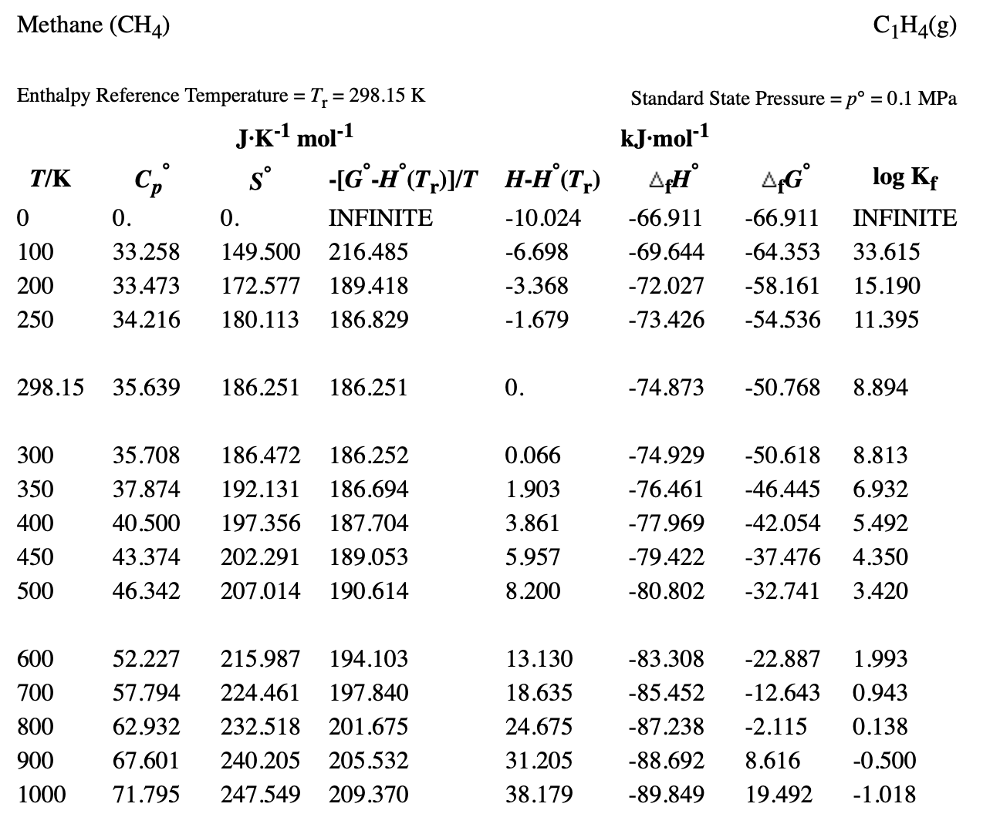 Methane (CH₄) C₁H₄(g)
Enthalpy Reference Temperature = Tᵣ = 298.15 K Standard State Pressure = p° = 0.1 MPa
J·K⁻¹ mol⁻¹ kJ·mol⁻¹
T/K Cₚ° S° -[G°-H°(Tᵣ)]/T H-H°(Tᵣ) △fH° △fG° log Kf
0 0. 0. INFINITE -10.024 -66.911 -66.911 INFINITE
100 33.258 149.500 216.485 -6.698 -69.644 -64.353 33.615
200 33.473 172.577 189.418 -3.368 -72.027 -58.161 15.190
250 34.216 180.113 186.829 -1.679 -73.426 -54.536 11.395
298.15 35.639 186.251 186.251 0. -74.873 -50.768 8.894
300 35.708 186.472 186.252 0.066 -74.929 -50.618 8.813
350 37.874 192.131 186.694 1.903 -76.461 -46.445 6.932
400 40.500 197.356 187.704 3.861 -77.969 -42.054 5.492
450 43.374 202.291 189.053 5.957 -79.422 -37.476 4.350
500 46.342 207.014 190.614 8.200 -80.802 -32.741 3.420
600 52.227 215.987 194.103 13.130 -83.308 -22.887 1.993
700 57.794 224.461 197.840 18.635 -85.452 -12.643 0.943
800 62.932 232.518 201.675 24.675 -87.238 -2.115 0.138
900 67.601 240.205 205.532 31.205 -88.692 8.616 -0.500
1000 71.795 247.549 209.370 38.179 -89.849 19.492 -1.018